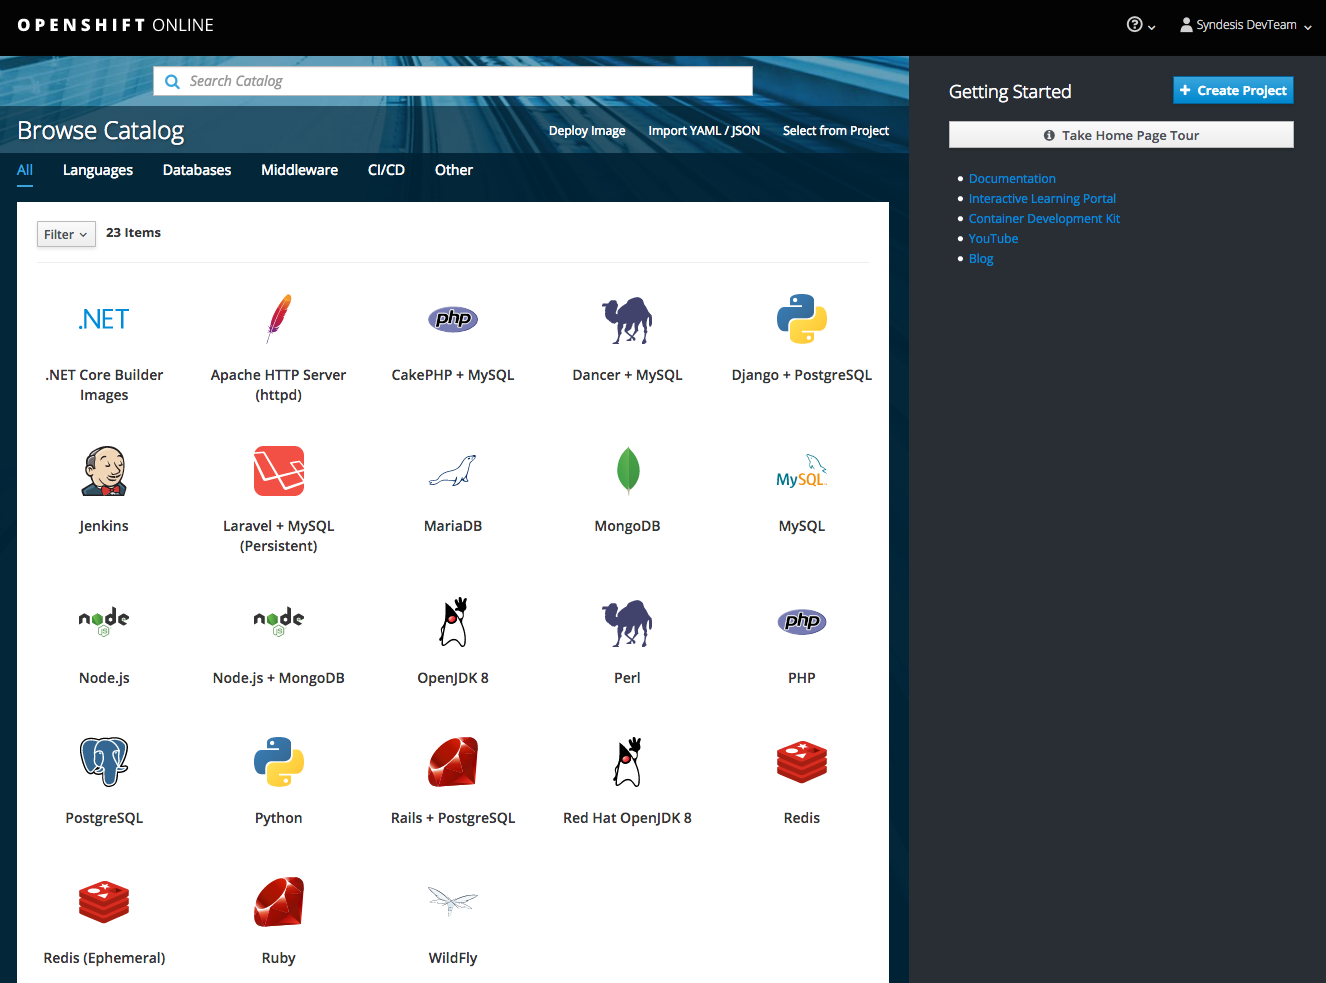 OPENSHIFT ONLINE
Syndesis DevTeam
Search Catalog
Browse Catalog
Deploy Image
Import YAML / JSON
Select from Project
All
Languages
Databases
Middleware
CI/CD
Other
Filter
23 Items
.NET
php
.NET Core Builder
Images
Apache HTTP Server
(httpd)
CakePHP + MySQL
Dancer + MySQL
Django + PostgreSQL
MySQL
Jenkins
Laravel + MySQL
(Persistent)
MariaDB
MongoDB
MySQL
node
JS
node
JS
php
Node.js
Node.js + MongoDB
OpenJDK 8
Perl
PHP
PostgreSQL
Python
Rails + PostgreSQL
Red Hat OpenJDK 8
Redis
Redis (Ephemeral)
Ruby
WildFly
Getting Started
Create Project
Take Home Page Tour
Documentation
Interactive Learning Portal
Container Development Kit
YouTube
Blog